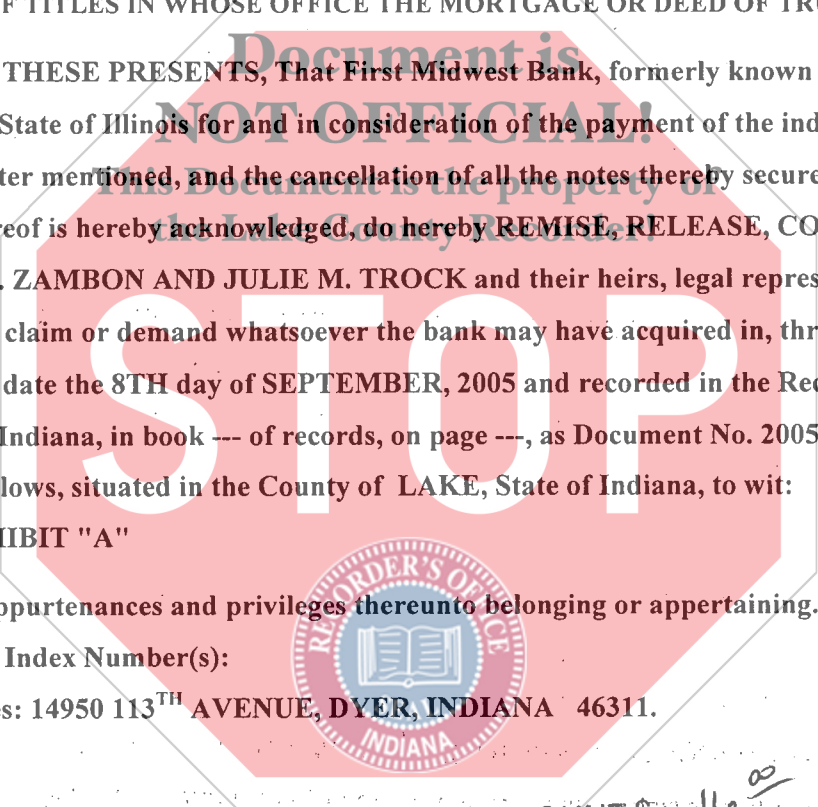 F TITLES IN WHOSE OFFICE THE MORTGAGE OR DEED OF TRU
Document is
THESE PRESENTS, That First Midwest Bank, formerly known
NOT OFFICIAL!
State of Illinois for and in consideration of the payment of the ind
This Document is the property of
ter mentioned, and the cancellation of all the notes thereby secure
the Lake County Recorder!
reof is hereby acknowledged, do hereby REMISE, RELEASE, CO
. ZAMBON AND JULIE M. TROCK and their heirs, legal repres
claim or demand whatsoever the bank may have acquired in, thr
date the 8TH day of SEPTEMBER, 2005 and recorded in the Rec
STOP
Indiana, in book --- of records, on page ---, as Document No. 2005
lows, situated in the County of LAKE, State of Indiana, to wit:
HIBIT "A"
RECORDER'S OFFICE
ppurtenances and privileges thereunto belonging or appertaining.
Index Number(s):
es: 14950 113TH AVENUE, DYER, INDIANA 46311.
INDIANA